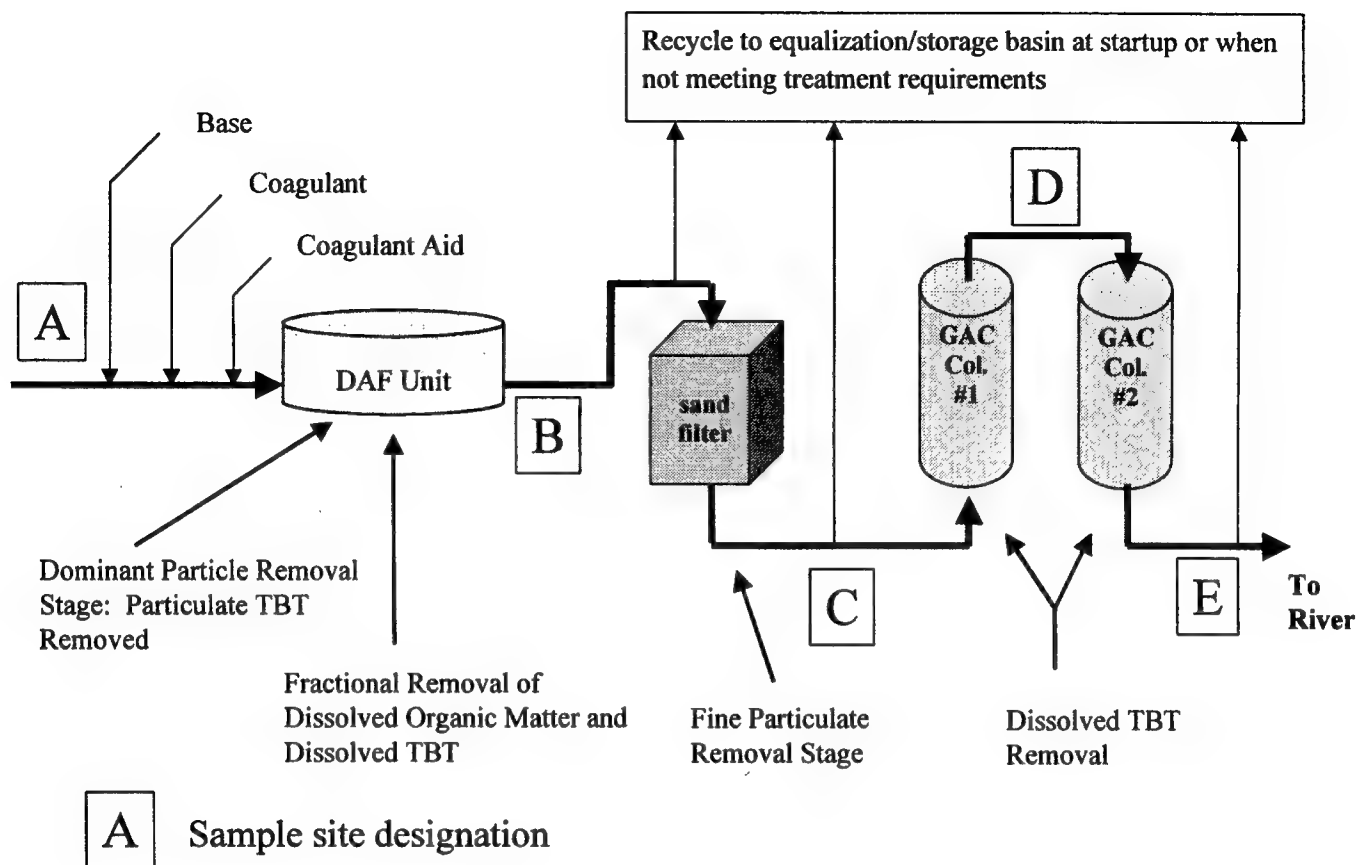 Recycle to equalization/storage basin at startup or when
not meeting treatment requirements
Base
Coagulant
Coagulant Aid
A
D
DAF Unit
B
sand
filter
GAC
Col.
#1
GAC
Col.
#2
C
E
To
River
Dominant Particle Removal
Stage: Particulate TBT
Removed
Fractional Removal of
Dissolved Organic Matter and
Dissolved TBT
Fine Particulate
Removal Stage
Dissolved TBT
Removal
A
Sample site designation